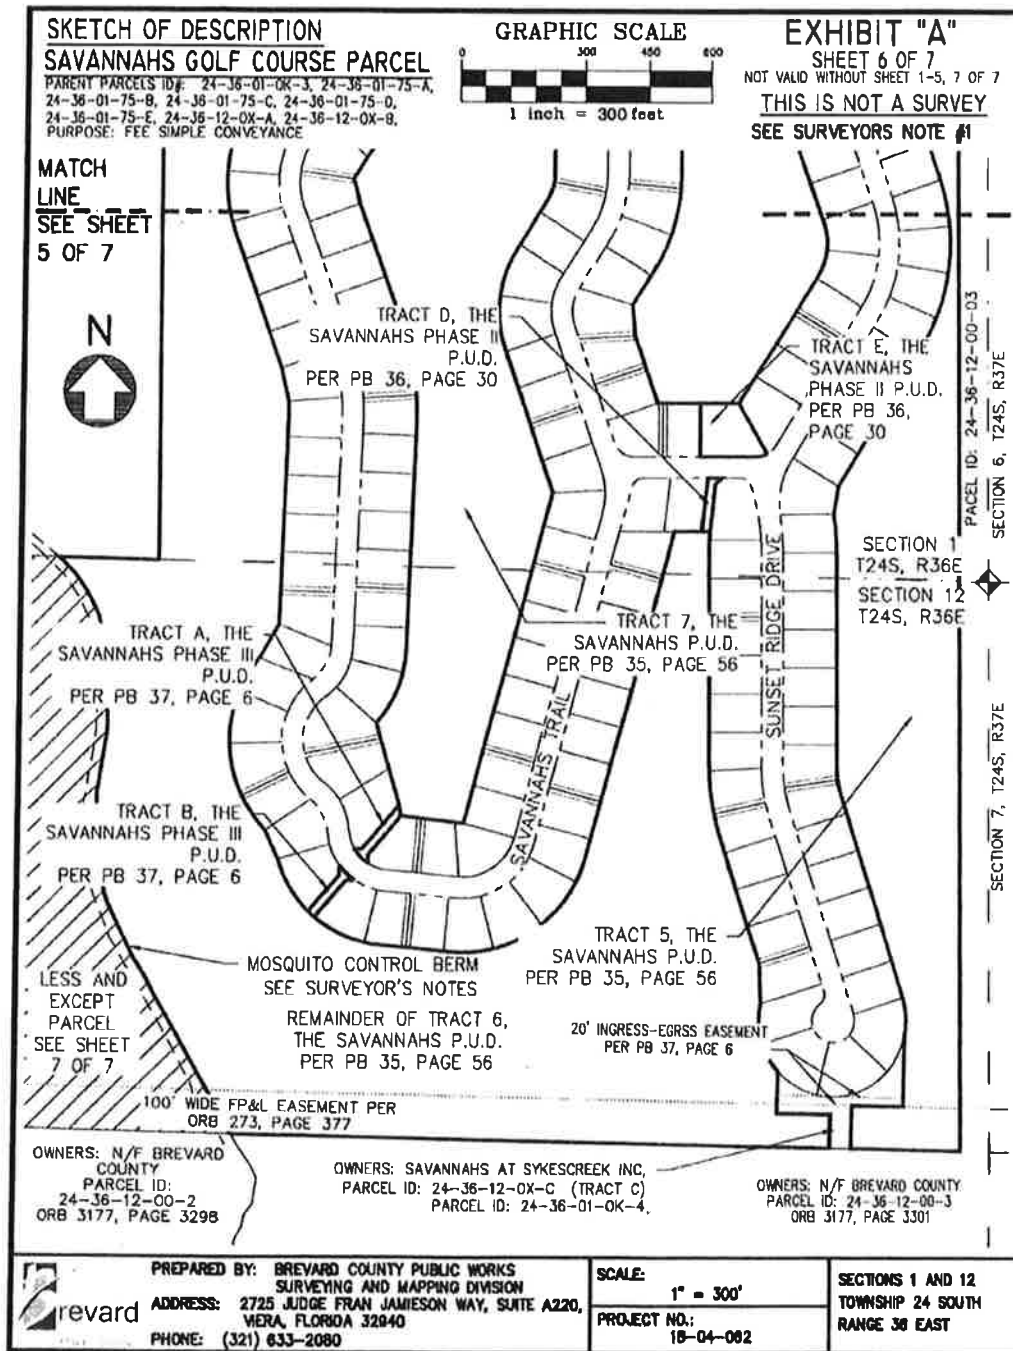 SKETCH OF DESCRIPTION
SAVANNAHS GOLF COURSE PARCEL
PARENT PARCELS ID#: 24-36-01-0K-3, 24-36-01-75-A,
24-36-01-75-B, 24-36-01-75-C, 24-36-01-75-D,
24-36-01-75-E, 24-36-12-0X-A, 24-36-12-0X-B,
PURPOSE: FEE SIMPLE CONVEYANCE
GRAPHIC SCALE
0 300 450 600
1 inch = 300 feet
EXHIBIT "A"
SHEET 6 OF 7
NOT VALID WITHOUT SHEET 1-5, 7 OF 7
THIS IS NOT A SURVEY
SEE SURVEYORS NOTE #1
MATCH
LINE
SEE SHEET
5 OF 7
N
TRACT D, THE
SAVANNAHS PHASE II
P.U.D.
PER PB 36, PAGE 30
TRACT E, THE
SAVANNAHS
PHASE II P.U.D.
PER PB 36,
PAGE 30
PACEL ID: 24-36-12-00-03
SECTION 6, T24S, R37E
SECTION 1
T24S, R36E
SECTION 12
T24S, R36E
TRACT A, THE
SAVANNAHS PHASE III
P.U.D.
PER PB 37, PAGE 6
TRACT 7, THE
SAVANNAHS P.U.D.
PER PB 35, PAGE 56
SUNSET RIDGE DRIVE
SAVANNAHS TRAIL
SECTION 7, T24S, R37E
TRACT B, THE
SAVANNAHS PHASE III
P.U.D.
PER PB 37, PAGE 6
TRACT 5, THE
SAVANNAHS P.U.D.
PER PB 35, PAGE 56
MOSQUITO CONTROL BERM
SEE SURVEYOR'S NOTES
LESS AND
EXCEPT
PARCEL
SEE SHEET
7 OF 7
REMAINDER OF TRACT 6,
THE SAVANNAHS P.U.D.
PER PB 35, PAGE 56
20' INGRESS-EGRSS EASEMENT
PER PB 37, PAGE 6
100' WIDE FP&L EASEMENT PER
ORB 273, PAGE 377
OWNERS: N/F BREVARD
COUNTY
PARCEL ID:
24-36-12-00-2
ORB 3177, PAGE 3298
OWNERS: SAVANNAHS AT SYKESCREEK INC,
PARCEL ID: 24-36-12-0X-C (TRACT C)
PARCEL ID: 24-36-01-0K-4,
OWNERS: N/F BREVARD COUNTY
PARCEL ID: 24-36-12-00-3
ORB 3177, PAGE 3301
revard
PREPARED BY: BREVARD COUNTY PUBLIC WORKS
SURVEYING AND MAPPING DIVISION
ADDRESS: 2725 JUDGE FRAN JAMIESON WAY, SUITE A220,
VIERA, FLORIDA 32940
PHONE: (321) 633-2080
SCALE:
1" = 300'
PROJECT NO.:
18-04-082
SECTIONS 1 AND 12
TOWNSHIP 24 SOUTH
RANGE 36 EAST